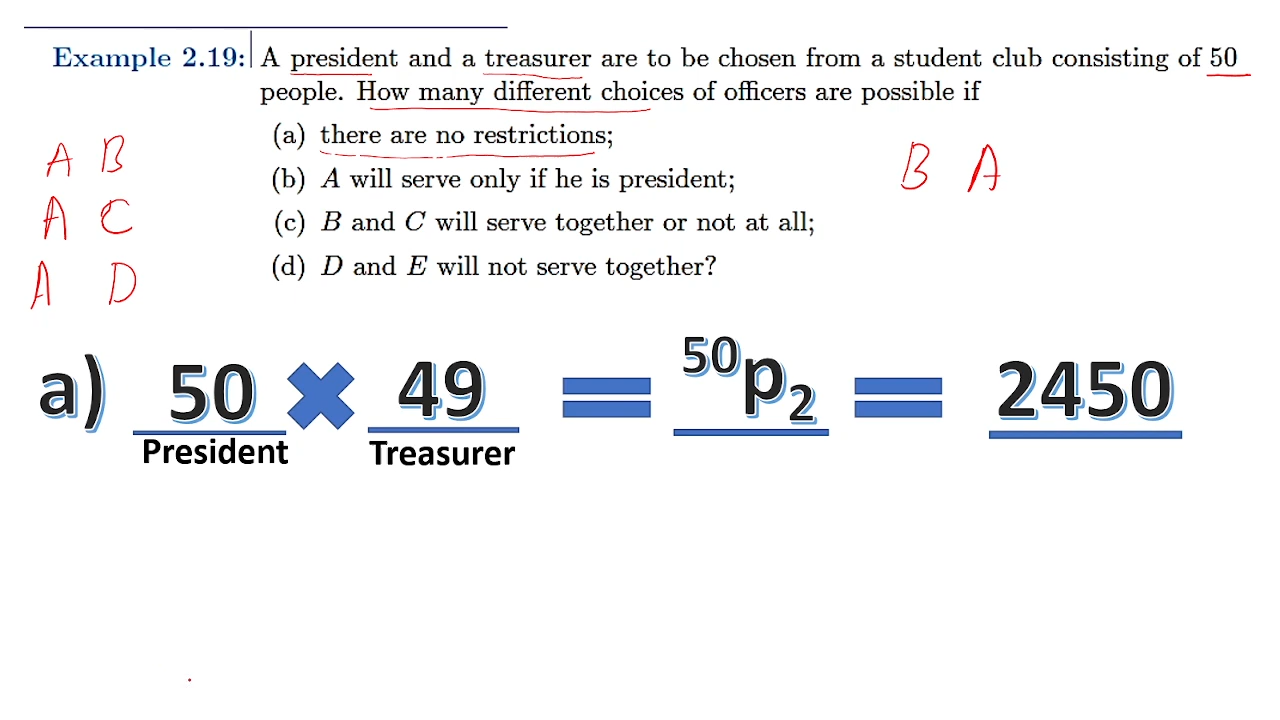 Example 2.19: A president and a treasurer are to be chosen from a student club consisting of 50
people. How many different choices of officers are possible if
(a) there are no restrictions;
(b) A will serve only if he is president;
(c) B and C will serve together or not at all;
(d) D and E will not serve together?
A B
A C
A D
B A
a) 50 × 49 = ⁵⁰P₂ = 2450
President Treasurer